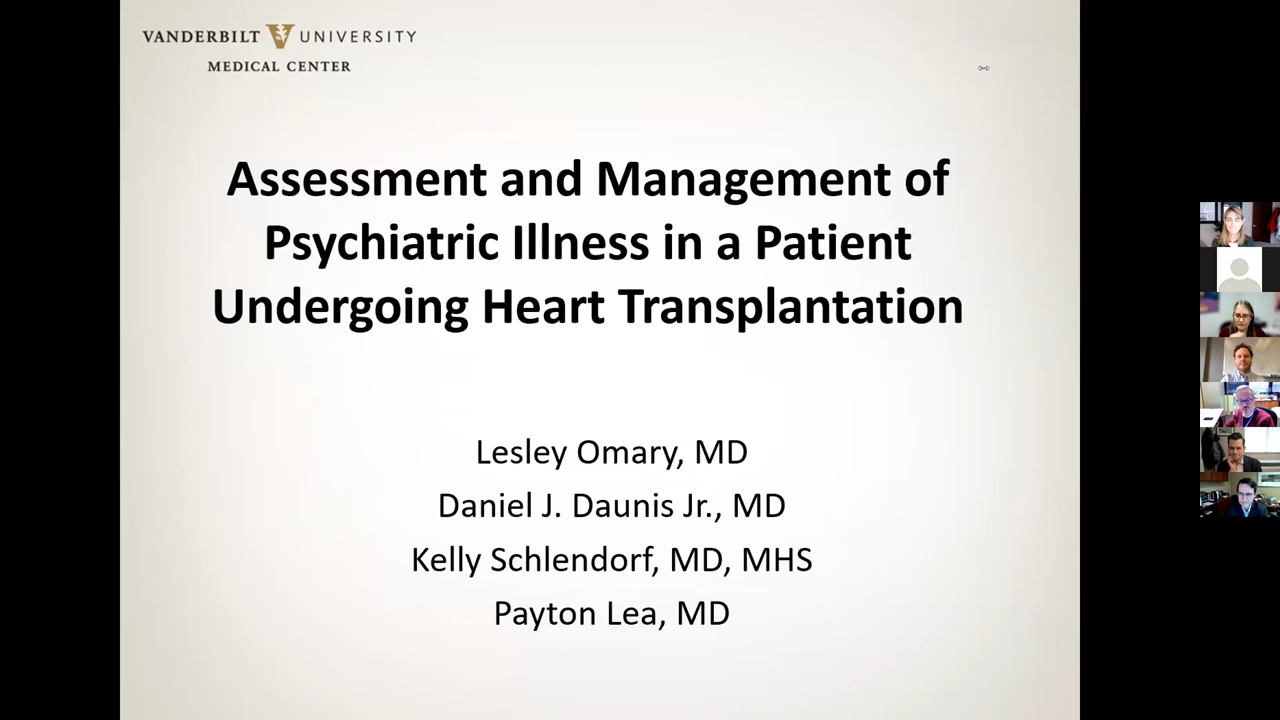 VANDERBILT UNIVERSITY
MEDICAL CENTER
Assessment and Management of
Psychiatric Illness in a Patient
Undergoing Heart Transplantation
Lesley Omary, MD
Daniel J. Daunis Jr., MD
Kelly Schlendorf, MD, MHS
Payton Lea, MD